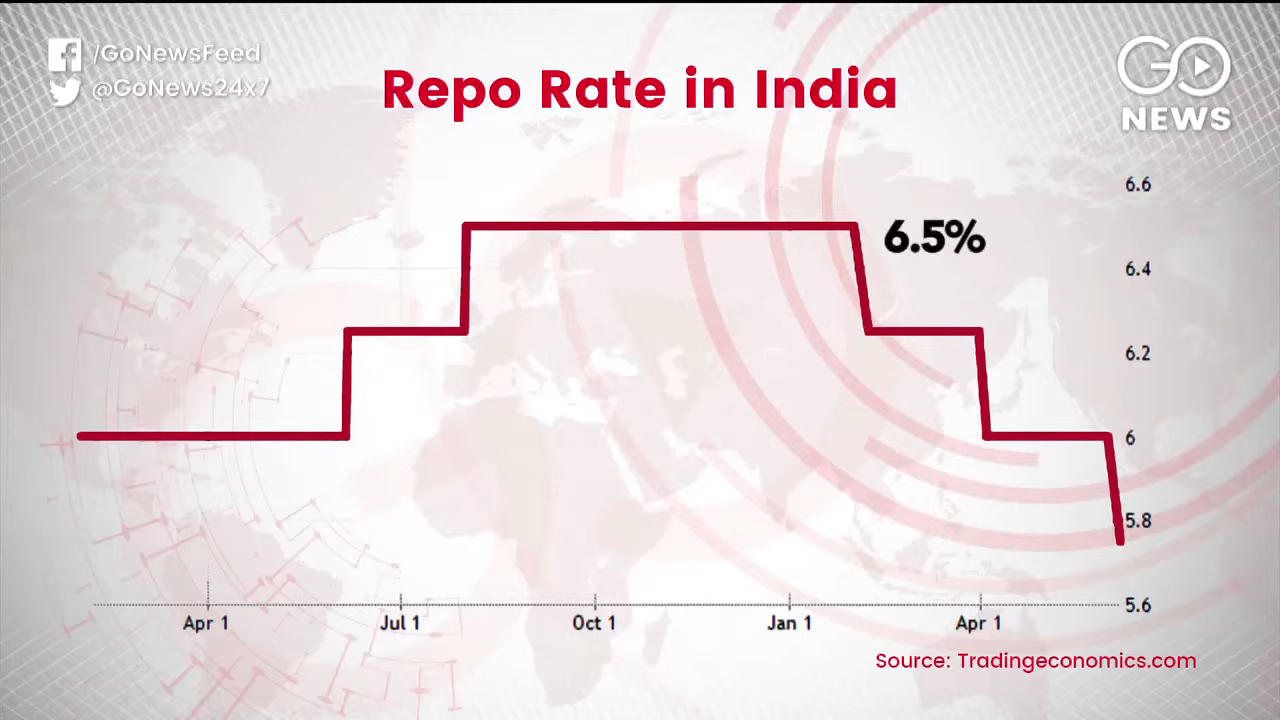 /GoNewsFeed
@GoNews24x7
Repo Rate in India
GO
NEWS
6.6
6.5%
6.4
6.2
6
5.8
5.6
Apr 1 Jul 1 Oct 1 Jan 1 Apr 1
Source: Tradingeconomics.com